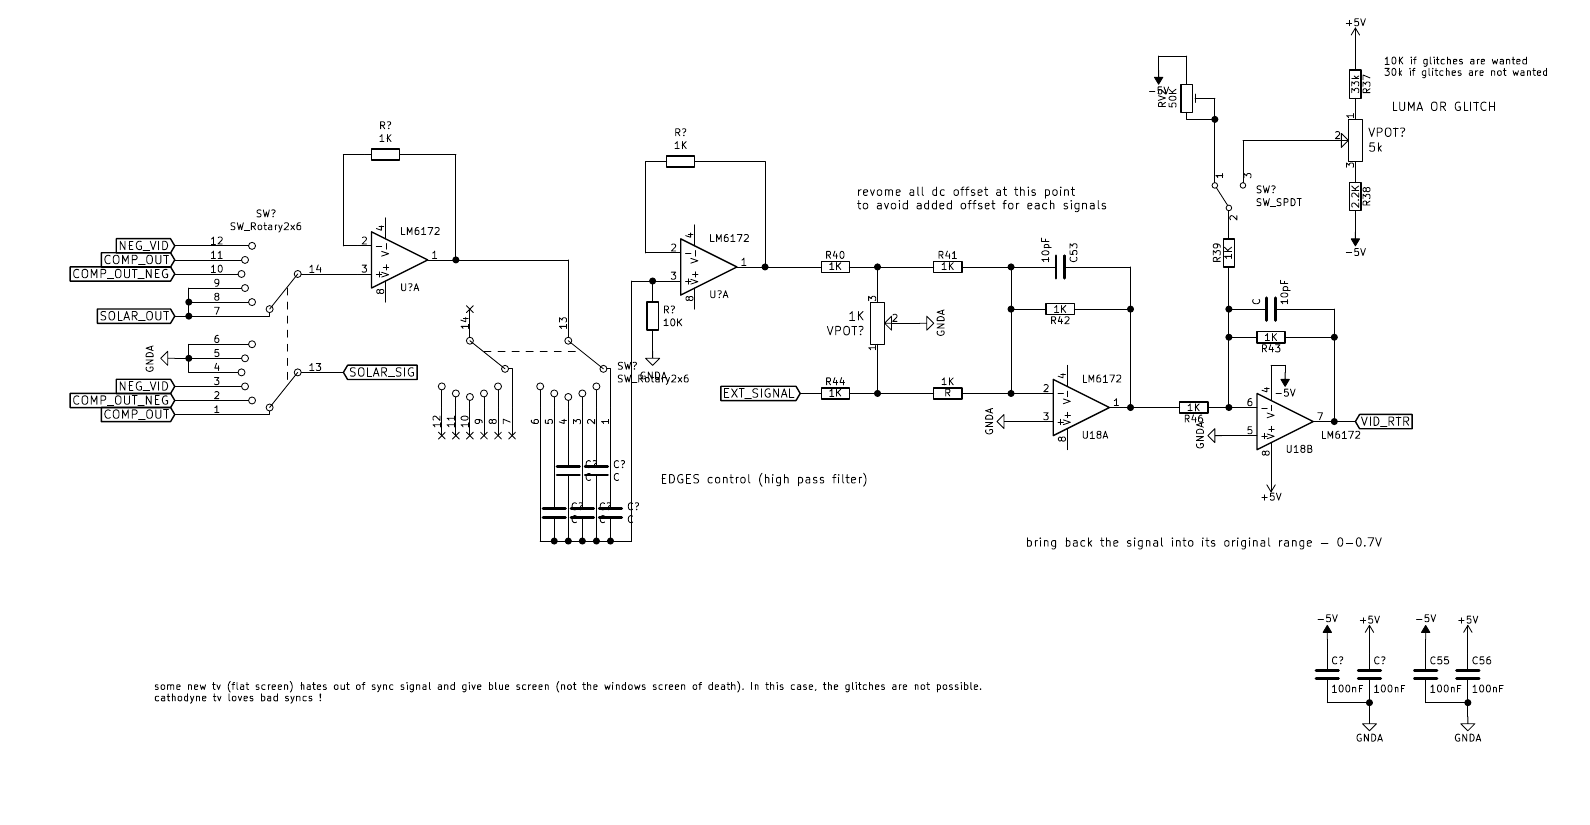 +5V
10K if glitches are wanted
30k if glitches are not wanted
33k
R37
LUMA OR GLITCH
-5V
RV?
50K
1
2
3
VPOT?
5k
2.2K
R38
-5V
1
3
2
SW?
SW_SPDT
R?
1K
R?
1K
revome all dc offset at this point
to avoid added offset for each signals
SW?
SW_Rotary2x6
NEG_VID
12
COMP_OUT
11
COMP_OUT_NEG
10
9
8
SOLAR_OUT
7
14
GNDA
6
5
4
NEG_VID
3
COMP_OUT_NEG
2
COMP_OUT
1
13
SOLAR_SIG
LM6172
2
3
4
8
1
V-
V+
U?A
LM6172
2
3
4
8
1
V-
V+
U?A
R?
10K
GNDA
14
13
SW?
SW_Rotary2x6
12
11
10
9
8
7
6
5
4
3
2
1
C?
C
C?
C
C?
C
C?
C
C?
C
EDGES control (high pass filter)
R40
1K
R41
1K
1K
VPOT?
3
2
1
GNDA
EXT_SIGNAL
R44
1K
1K
R
10pF
C53
1K
R42
LM6172
2
3
4
8
1
V-
V+
U18A
GNDA
R39
1K
C
10pF
1K
R43
1K
R46
GNDA
-5V
6
5
4
8
7
V-
V+
LM6172
U18B
+5V
VID_RTR
bring back the signal into its original range - 0-0.7V
-5V
+5V
-5V
+5V
C?
100nF
C?
100nF
C55
100nF
C56
100nF
GNDA
GNDA
some new tv (flat screen) hates out of sync signal and give blue screen (not the windows screen of death). In this case, the glitches are not possible.
cathodyne tv loves bad syncs !